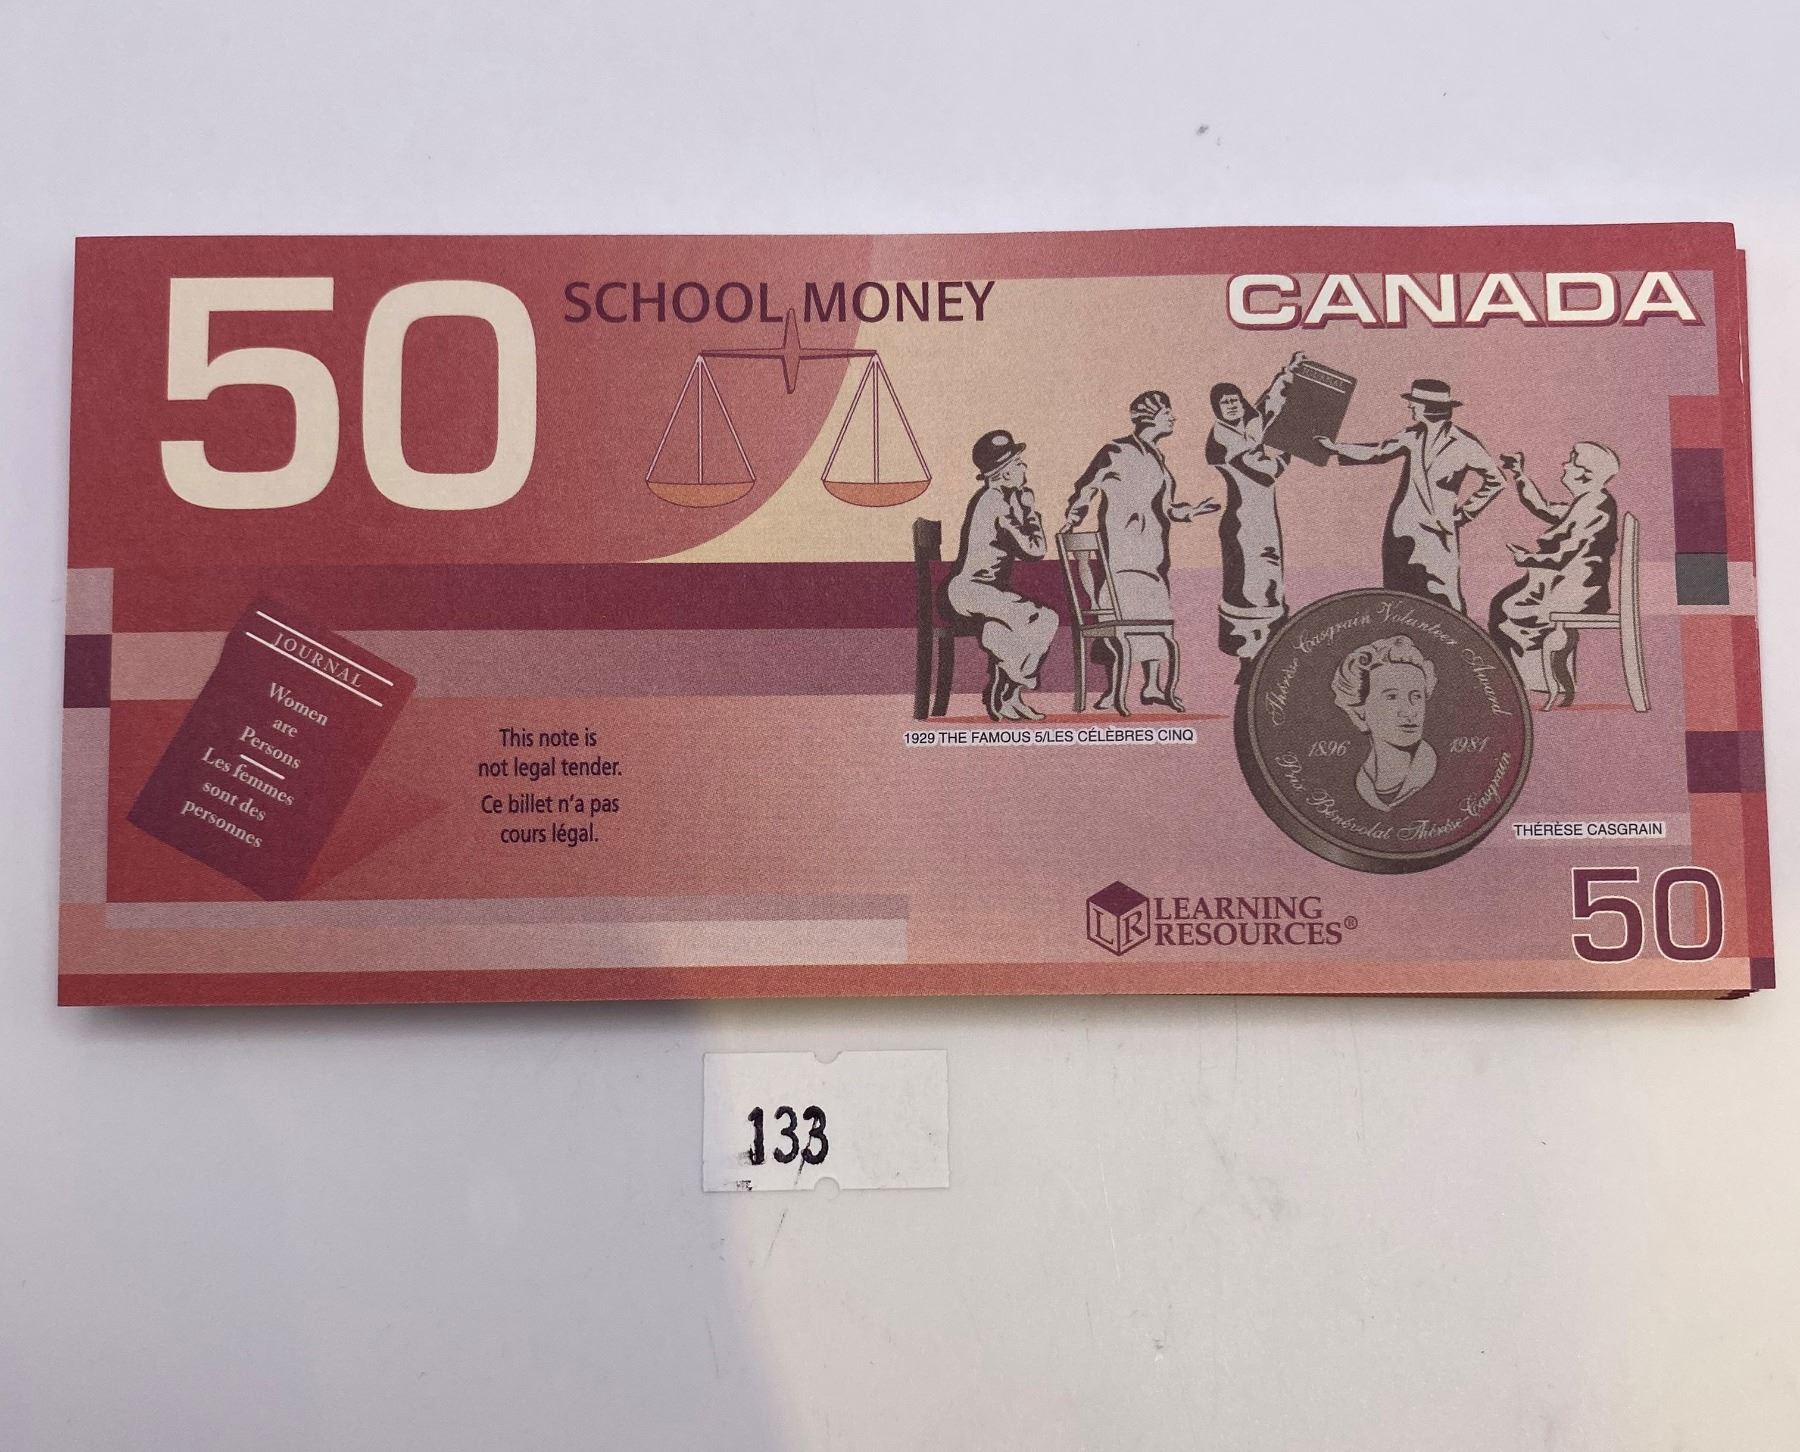 50
SCHOOL MONEY
CANADA
JOURNAL
JOURNAL
Women
are
Persons
Les femmes
sont des
personnes
This note is
not legal tender.
Ce billet n'a pas
cours légal.
1929 THE FAMOUS 5/LES CÉLÈBRES CINQ
Thérèse Casgrain Volunteer Award
1896 1981
Prix Bénévolat Thérèse-Casgrain
THÉRÈSE CASGRAIN
LR LEARNING
RESOURCES®
50
133